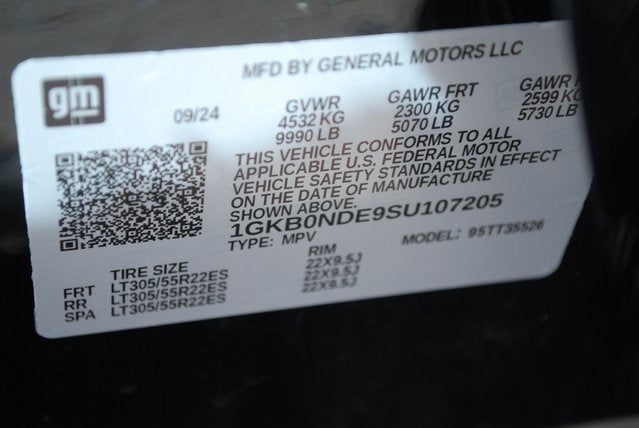 MFD BY GENERAL MOTORS LLC
gm
09/24
GVWR
4532 KG
9990 LB
GAWR FRT
2300 KG
5070 LB
GAWR
2599 KG
5730 LB
THIS VEHICLE CONFORMS TO ALL
APPLICABLE U.S. FEDERAL MOTOR
VEHICLE SAFETY STANDARDS IN EFFECT
ON THE DATE OF MANUFACTURE
SHOWN ABOVE.
1GKB0NDE9SU107205
TYPE: MPV
MODEL: 95TT35526
TIRE SIZE
RIM
FRT LT305/55R22ES 22X9.5J
RR LT305/55R22ES 22X9.5J
SPA LT305/55R22ES 22X9.5J